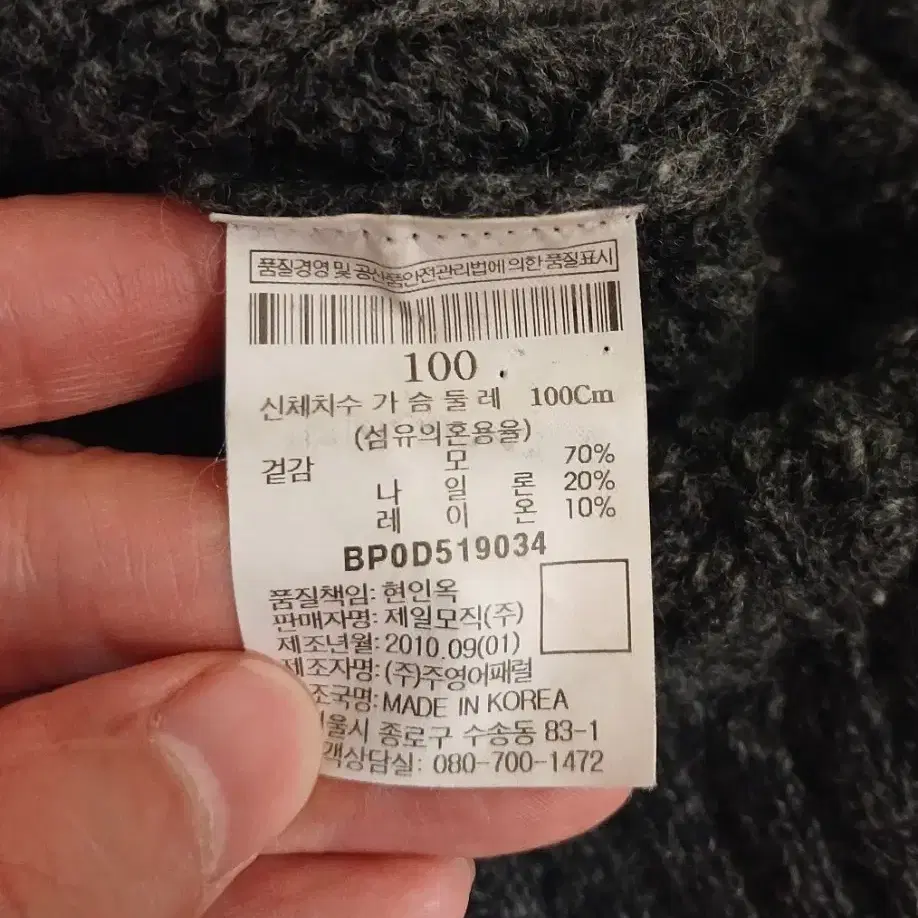 품질경영 및 공산품안전관리법에 의한 품질표시
100
신체치수 가 슴 둘 레 100Cm
(섬유의혼용율)
겉감 모 70%
나 일 론 20%
레 이 온 10%
BP0D519034
품질책임: 현인옥
판매자명: 제일모직(주)
제조년월: 2010.09(01)
제조자명: (주)주영어패럴
조국명: MADE IN KOREA
울시 종로구 수송동 83-1
객상담실: 080-700-1472